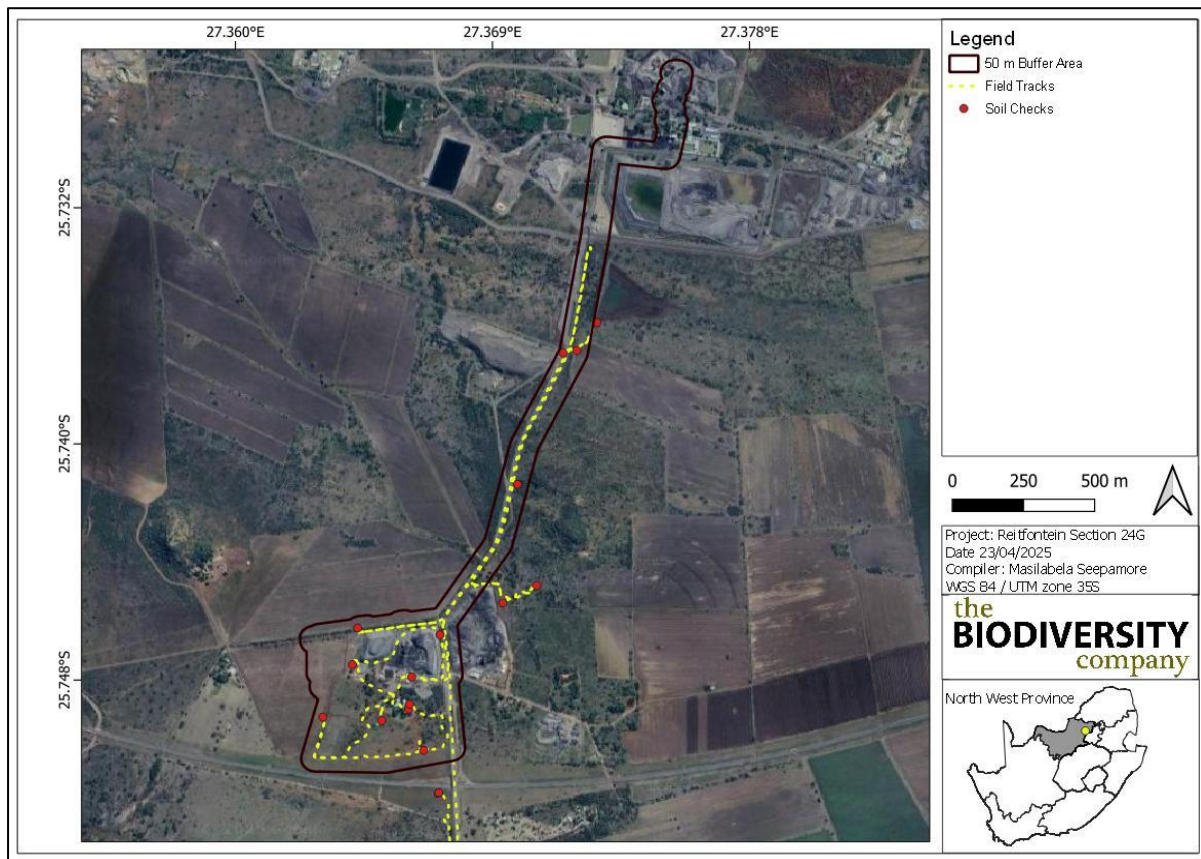 27.360°E 27.369°E 27.378°E
25.732°S
25.740°S
25.748°S
Legend
50 m Buffer Area
Field Tracks
Soil Checks
0 250 500 m
Project: Reitfontein Section 24G
Date 23/04/2025
Compiler: Masilabela Seepamore
WGS 84 / UTM zone 35S
the
BIODIVERSITY
company
North West Province